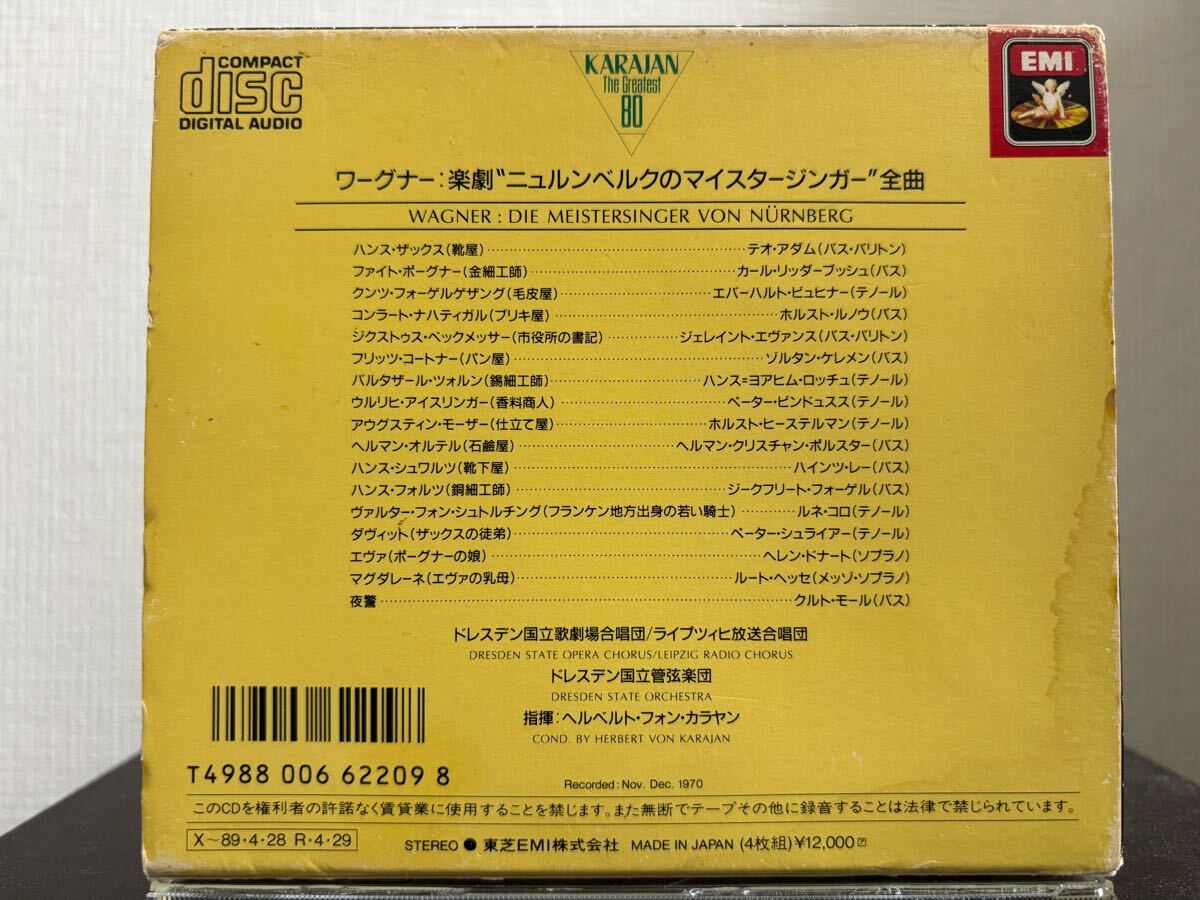 COMPACT
disc
DIGITAL AUDIO
KARAJAN
The Greatest
80
EMI
ワーグナー:楽劇"ニュルンベルクのマイスタージンガー"全曲
WAGNER : DIE MEISTERSINGER VON NÜRNBERG
ハンス・ザックス(靴屋)⋯⋯テオ・アダム(バス・バリトン)
ファイト・ポーグナー(金細工師)⋯⋯カール・リッダーブッシュ(バス)
クンツ・フォーゲルゲザング(毛皮屋)⋯⋯エバーハルト・ビュヒナー(テノール)
コンラート・ナハティガル(ブリキ屋)⋯⋯ホルスト・ルノウ(バス)
ジクストゥス・ベックメッサー(市役所の書記)⋯⋯ジェレイント・エヴァンス(バス・バリトン)
フリッツ・コートナー(パン屋)⋯⋯ゾルタン・ケレメン(バス)
バルタザール・ツォルン(錫細工師)⋯⋯ハンス=ヨアヒム・ロッチュ(テノール)
ウルリヒ・アイスリンガー(香料商人)⋯⋯ペーター・ビンドゥスス(テノール)
アウグスティン・モーザー(仕立て屋)⋯⋯ホルスト・ヒーステルマン(テノール)
ヘルマン・オルテル(石鹼屋)⋯⋯ヘルマン・クリスチャン・ポルスター(バス)
ハンス・シュワルツ(靴下屋)⋯⋯ハインツ・レー(バス)
ハンス・フォルツ(銅細工師)⋯⋯ジークフリート・フォーゲル(バス)
ヴァルター・フォン・シュトルチング(フランケン地方出身の若い騎士)⋯⋯ルネ・コロ(テノール)
ダヴィット(ザックスの徒弟)⋯⋯ペーター・シュライアー(テノール)
エヴァ(ポーグナーの娘)⋯⋯ヘレン・ドナート(ソプラノ)
マグダレーネ(エヴァの乳母)⋯⋯ルート・ヘッセ(メッゾ・ソプラノ)
夜警⋯⋯クルト・モール(バス)
ドレスデン国立歌劇場合唱団/ライプツィヒ放送合唱団
DRESDEN STATE OPERA CHORUS/LEIPZIG RADIO CHORUS
ドレスデン国立管弦楽団
DRESDEN STATE ORCHESTRA
指揮:ヘルベルト・フォン・カラヤン
COND. BY HERBERT VON KARAJAN
T4988 006 62209 8
Recorded: Nov. Dec. 1970
このCDを権利者の許諾なく賃貸業に使用することを禁じます。また無断でテープその他に録音することは法律で禁じられています。
X〜89・4・28 R・4・29
STEREO 東芝EMI株式会社 MADE IN JAPAN (4枚組)¥12,000